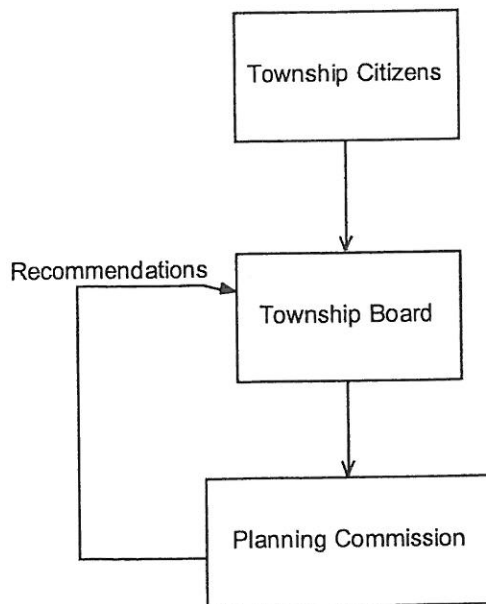 Township Citizens
Recommendations
Township Board
Planning Commission